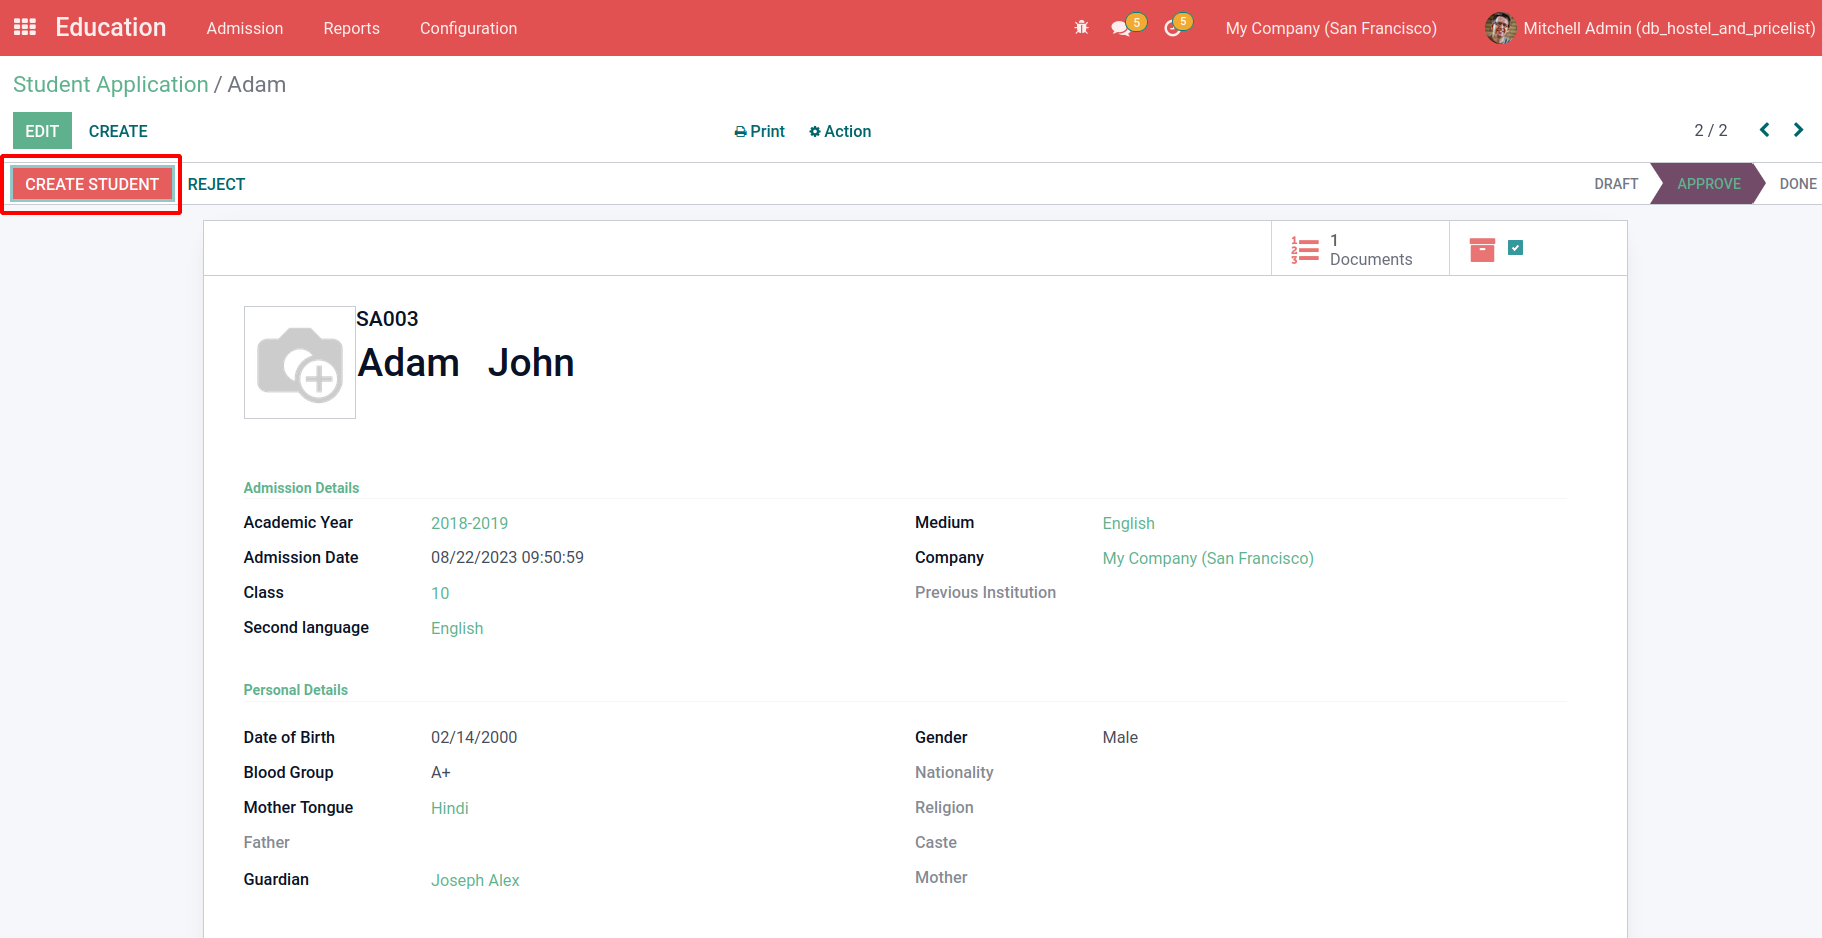 Education Admission Reports Configuration 5 5 My Company (San Francisco) Mitchell Admin (db_hostel_and_pricelist)
Student Application / Adam
EDIT CREATE Print Action 2 / 2
CREATE STUDENT REJECT DRAFT APPROVE DONE
1
Documents
1
2
3
SA003
Adam John
Admission Details
Academic Year 2018-2019 Medium English
Admission Date 08/22/2023 09:50:59 Company My Company (San Francisco)
Class 10 Previous Institution
Second language English
Personal Details
Date of Birth 02/14/2000 Gender Male
Blood Group A+ Nationality
Mother Tongue Hindi Religion
Father Caste
Guardian Joseph Alex Mother